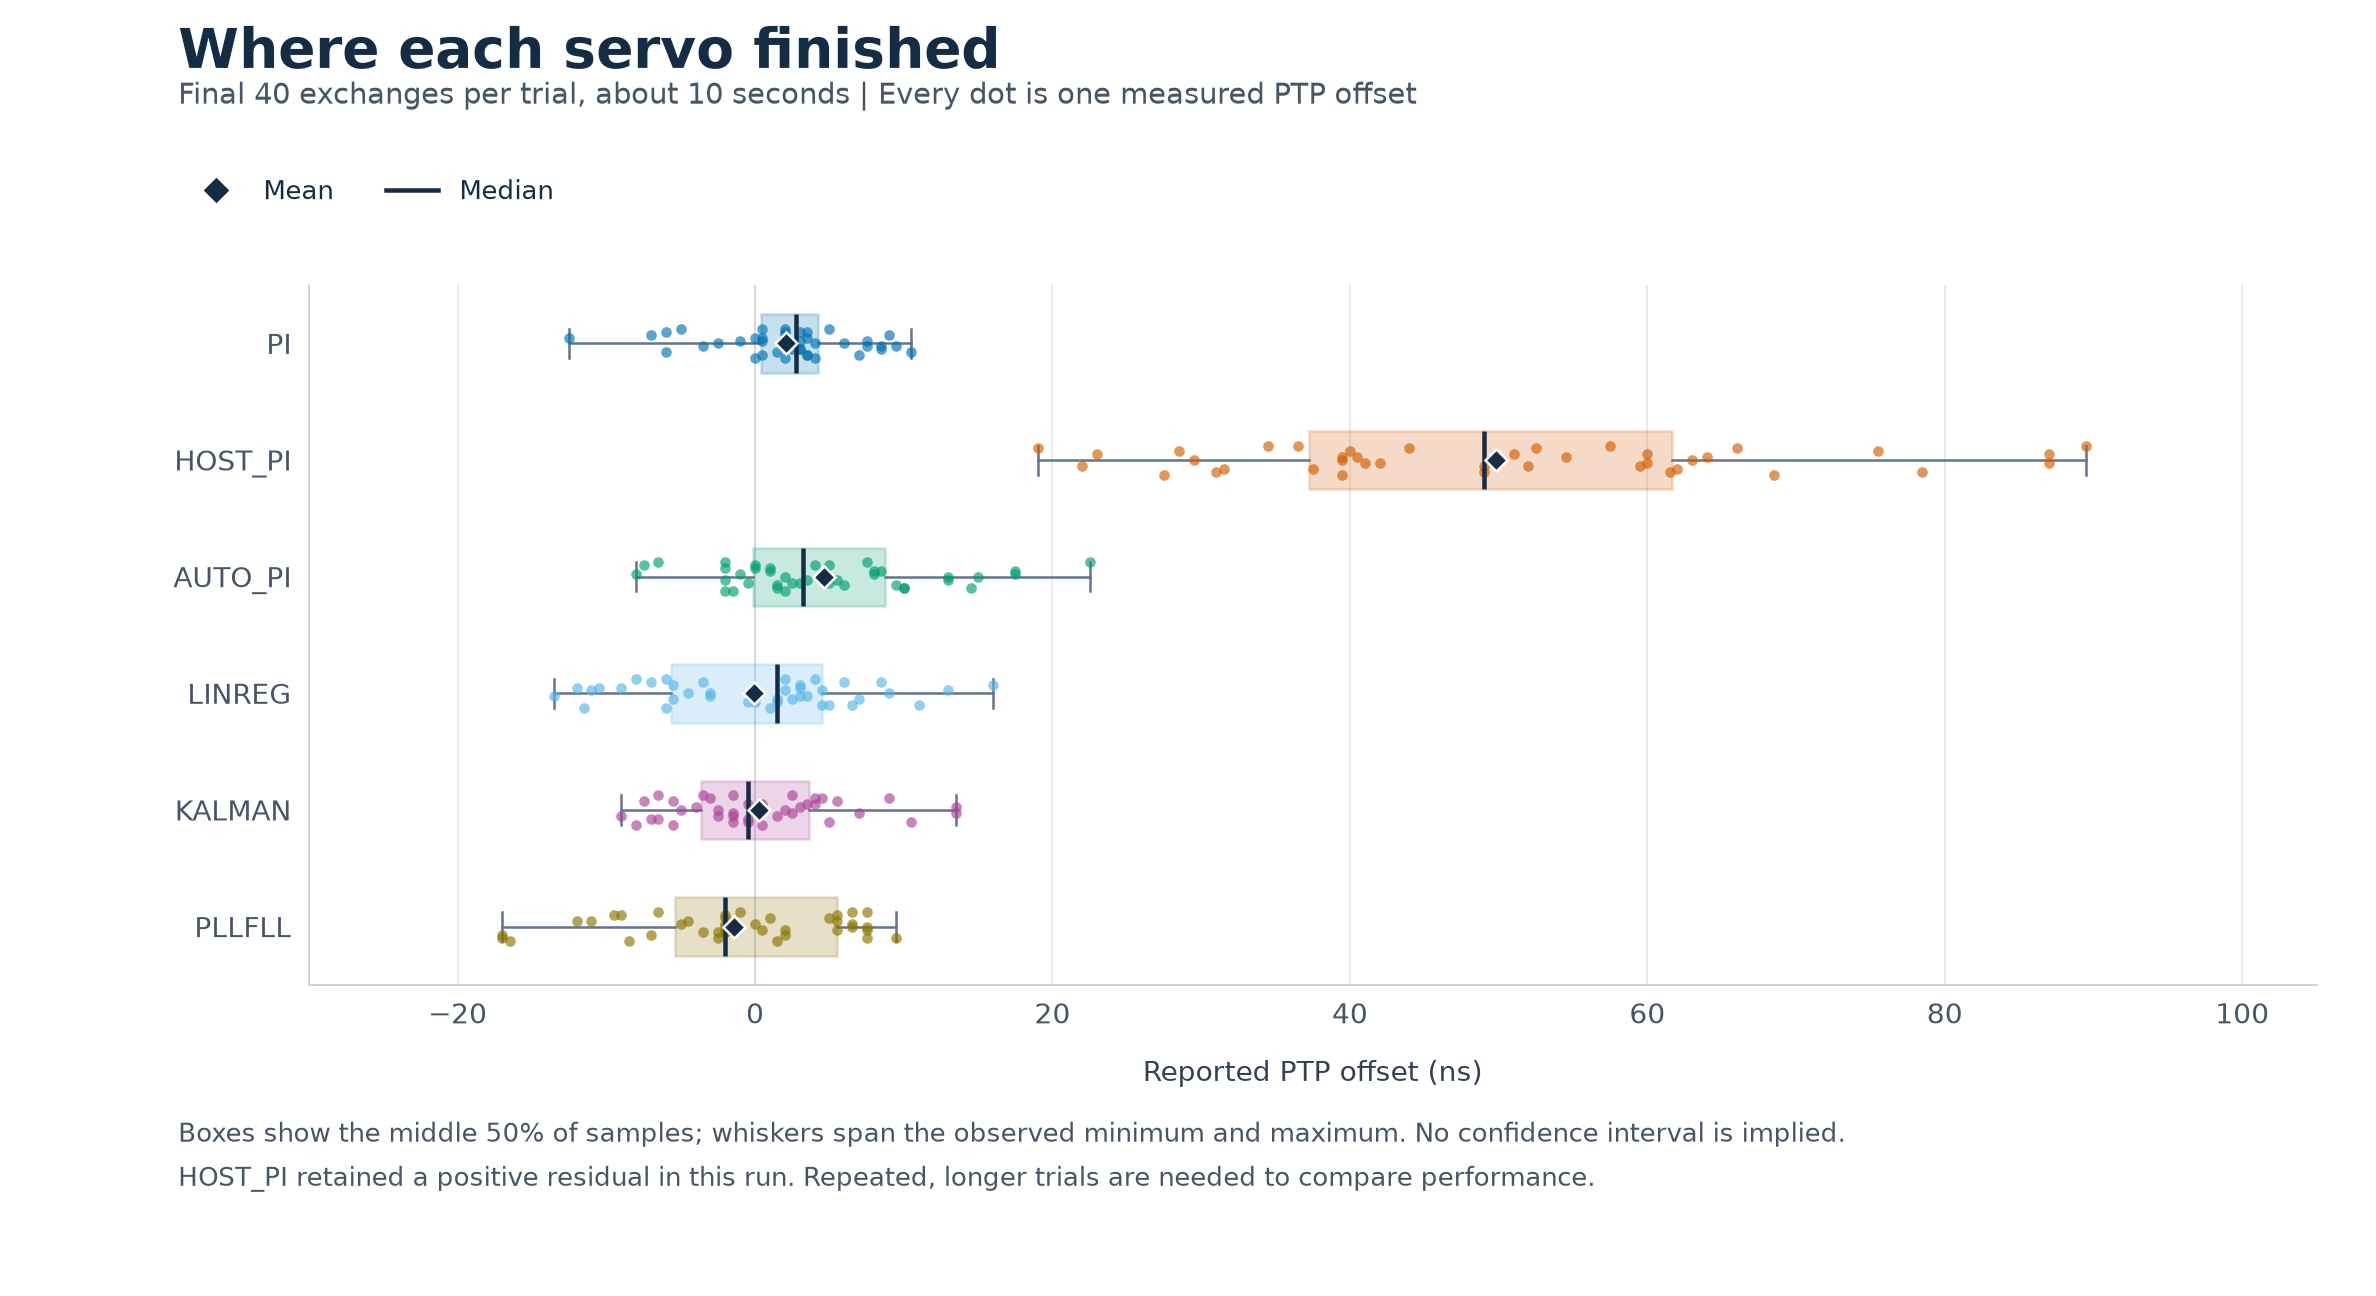 Where each servo finished
Final 40 exchanges per trial, about 10 seconds | Every dot is one measured PTP offset
Mean
Median
PI
HOST_PI
AUTO_PI
LINREG
KALMAN
PLLFLL
−20
0
20
40
60
80
100
Reported PTP offset (ns)
Boxes show the middle 50% of samples; whiskers span the observed minimum and maximum. No confidence interval is implied.
HOST_PI retained a positive residual in this run. Repeated, longer trials are needed to compare performance.